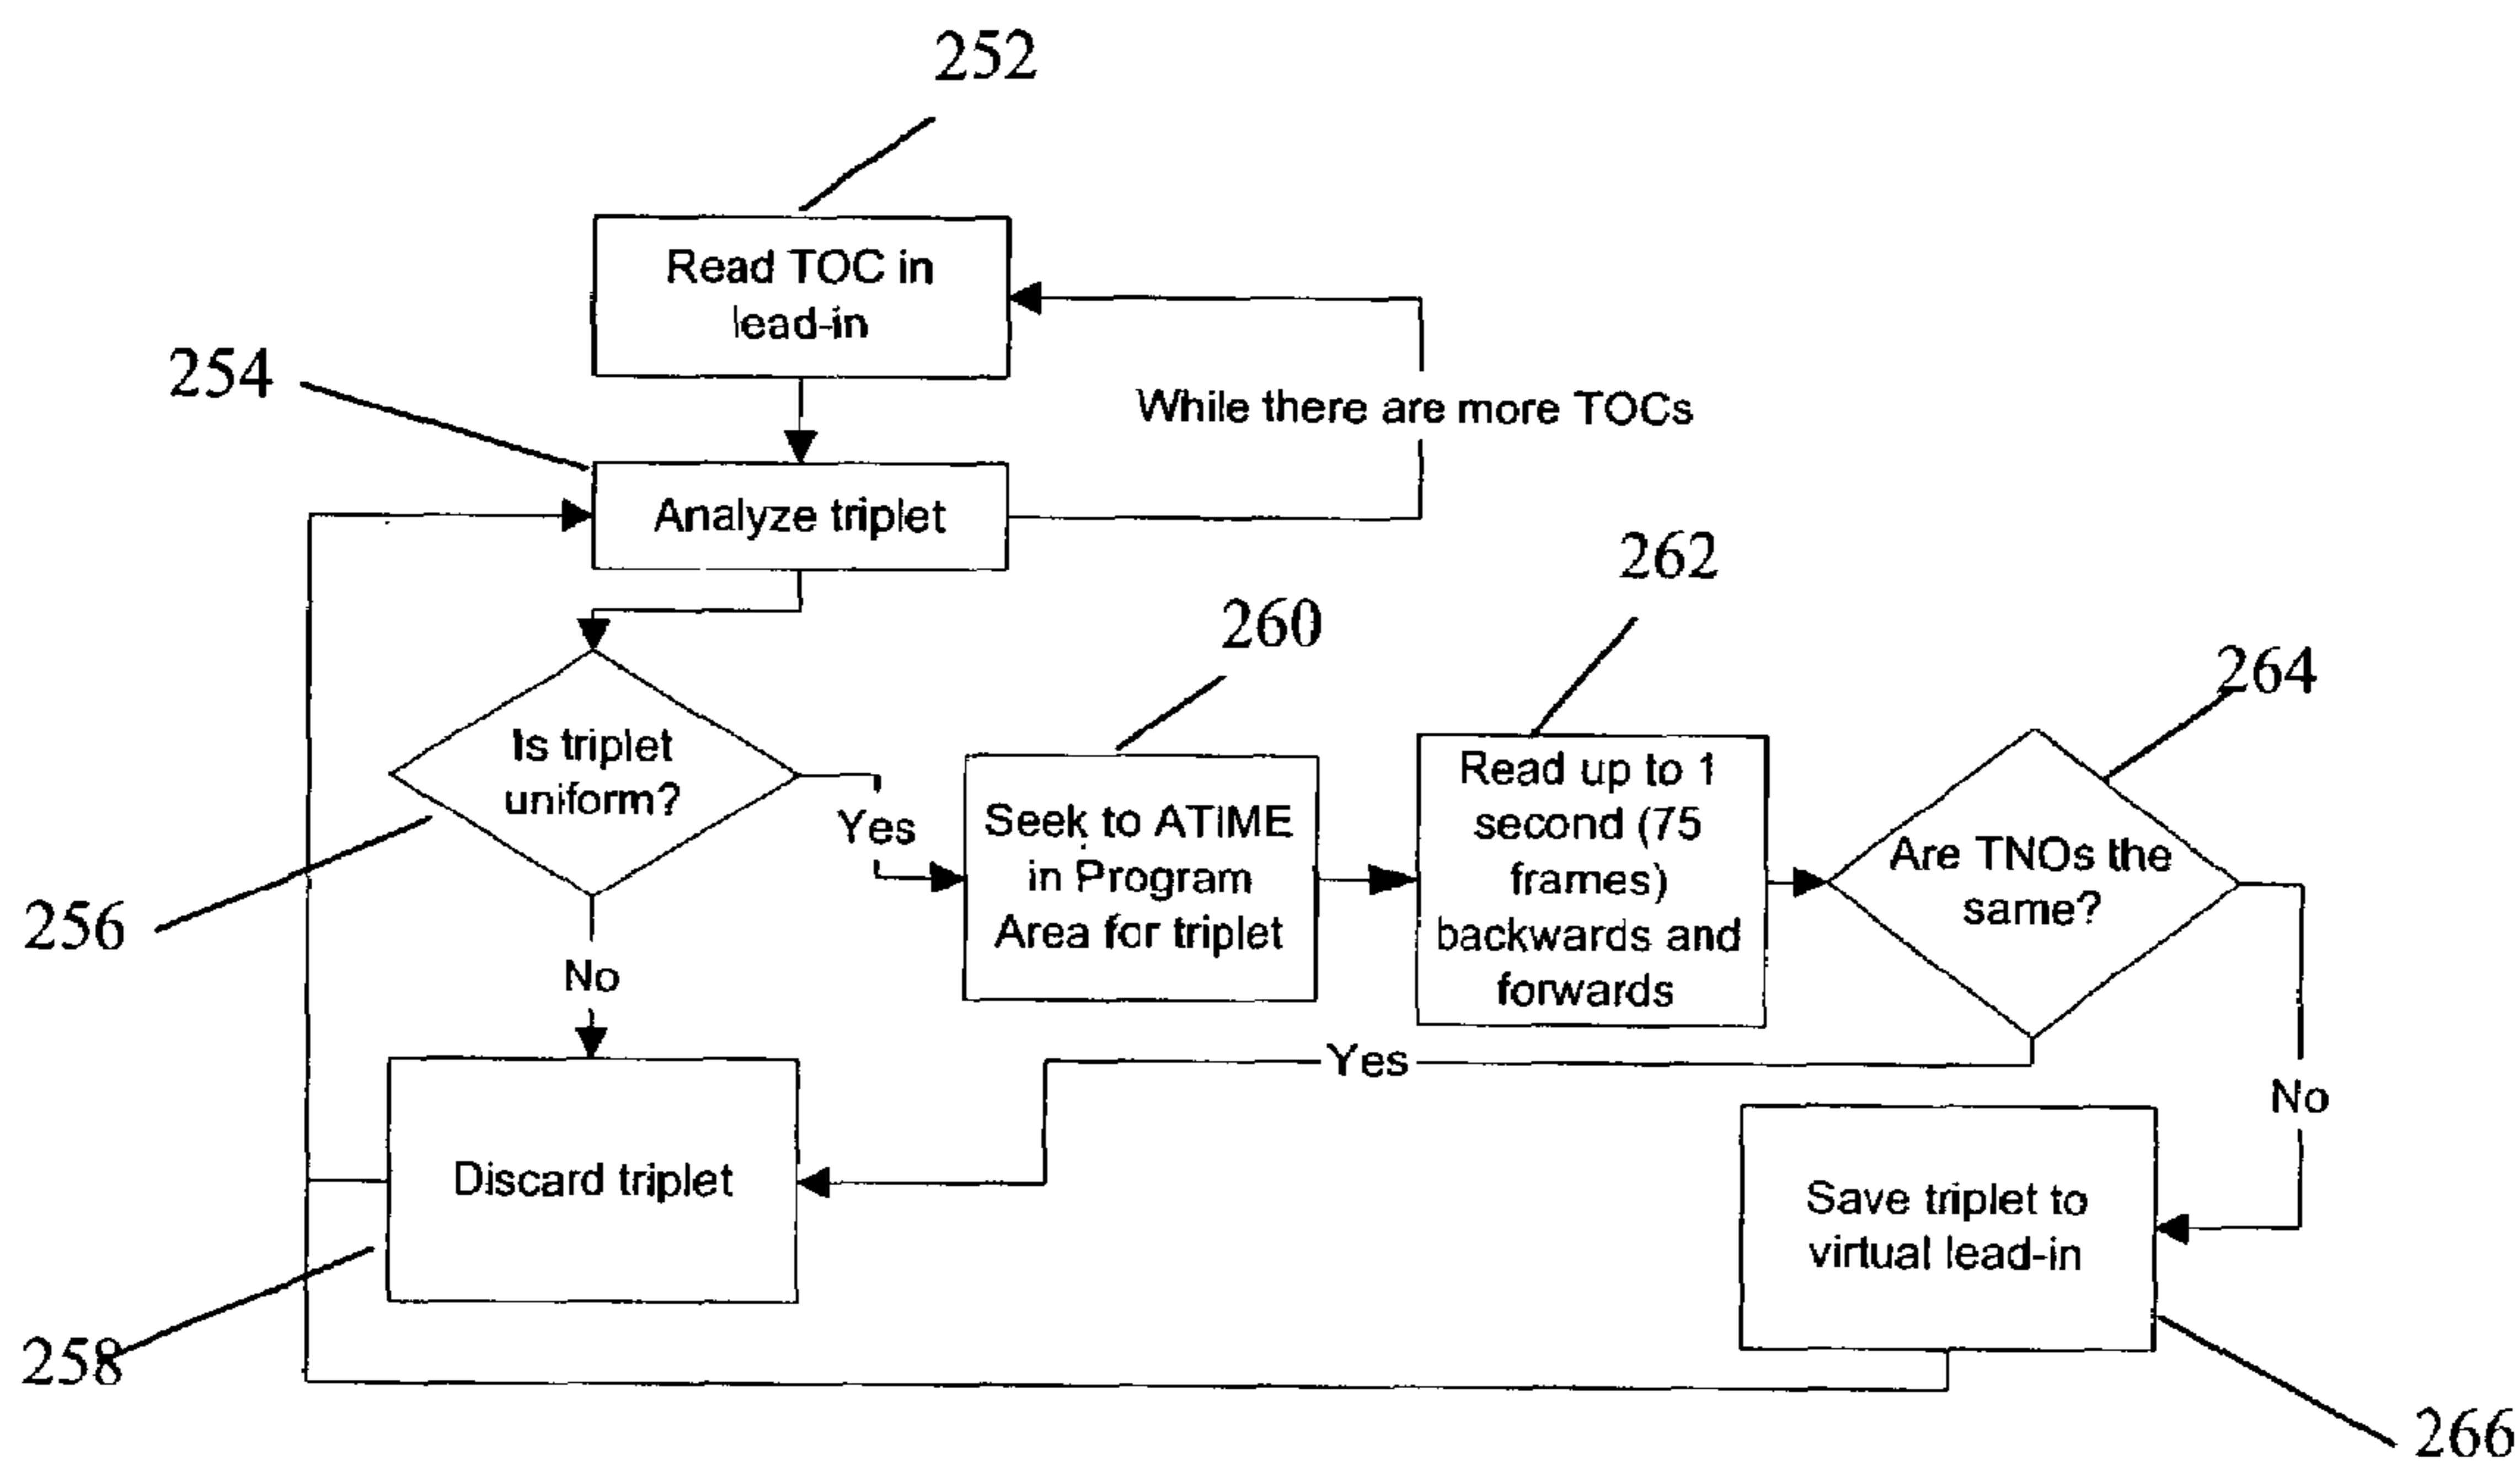 252
Read TOC in
lead-in
254
While there are more TOCs
Analyze triplet
262
260
264
Is triplet
uniform?
Yes
Seek to ATIME
in Program
Area for triplet
Read up to 1
second (75
frames)
backwards and
forwards
Are TNOs the
same?
256
No
Yes
No
Discard triplet
Save triplet to
virtual lead-in
258
266